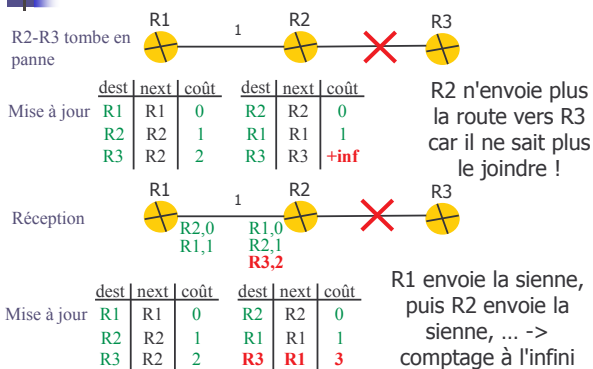 R1 R2 R3
R2-R3 tombe en
panne
1
dest next coût dest next coût
Mise à jour R1 R1 0 R2 R2 0
R2 R2 1 R1 R1 1
R3 R2 2 R3 R3 +inf
R2 n'envoie plus
la route vers R3
car il ne sait plus
le joindre !
R1 R2 R3
1
Réception
R2,0 R1,0
R1,1 R2,1
R3,2
dest next coût dest next coût
Mise à jour R1 R1 0 R2 R2 0
R2 R2 1 R1 R1 1
R3 R2 2 R3 R1 3
R1 envoie la sienne,
puis R2 envoie la
sienne, ... ->
comptage à l'infini